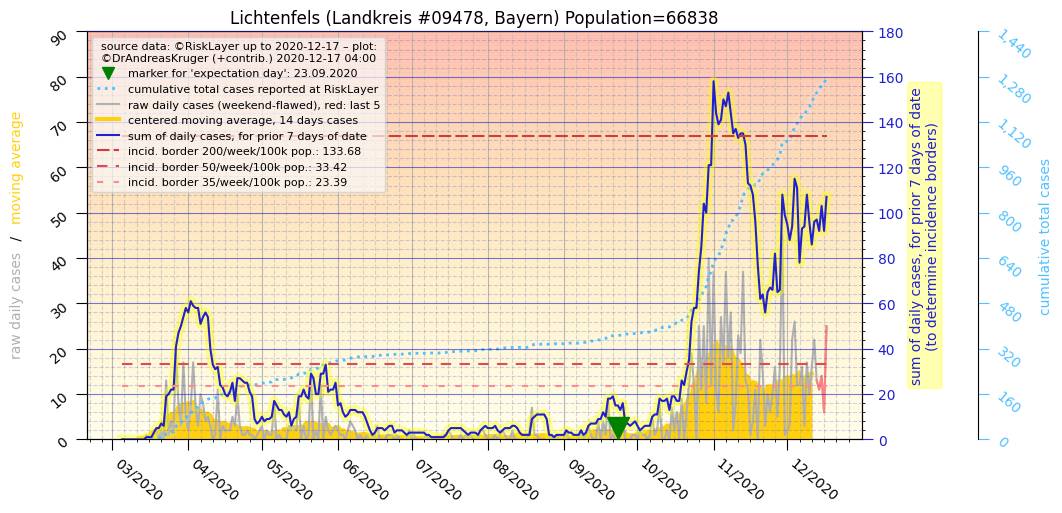 Lichtenfels (Landkreis #09478, Bayern) Population=66838
source data: ©RiskLayer up to 2020-12-17 – plot:
©DrAndreasKruger (+contrib.) 2020-12-17 04:00
marker for 'expectation day': 23.09.2020
cumulative total cases reported at RiskLayer
raw daily cases (weekend-flawed), red: last 5
centered moving average, 14 days cases
sum of daily cases, for prior 7 days of date
incid. border 200/week/100k pop.: 133.68
incid. border 50/week/100k pop.: 33.42
incid. border 35/week/100k pop.: 23.39
raw daily cases / moving average
90
80
70
60
50
40
30
20
10
0
03/2020
04/2020
05/2020
06/2020
07/2020
08/2020
09/2020
10/2020
11/2020
12/2020
180
160
140
120
100
80
60
40
20
0
sum of daily cases, for prior 7 days of date
(to determine incidence borders)
1,440
1,280
1,120
960
800
640
480
320
160
0
cumulative total cases